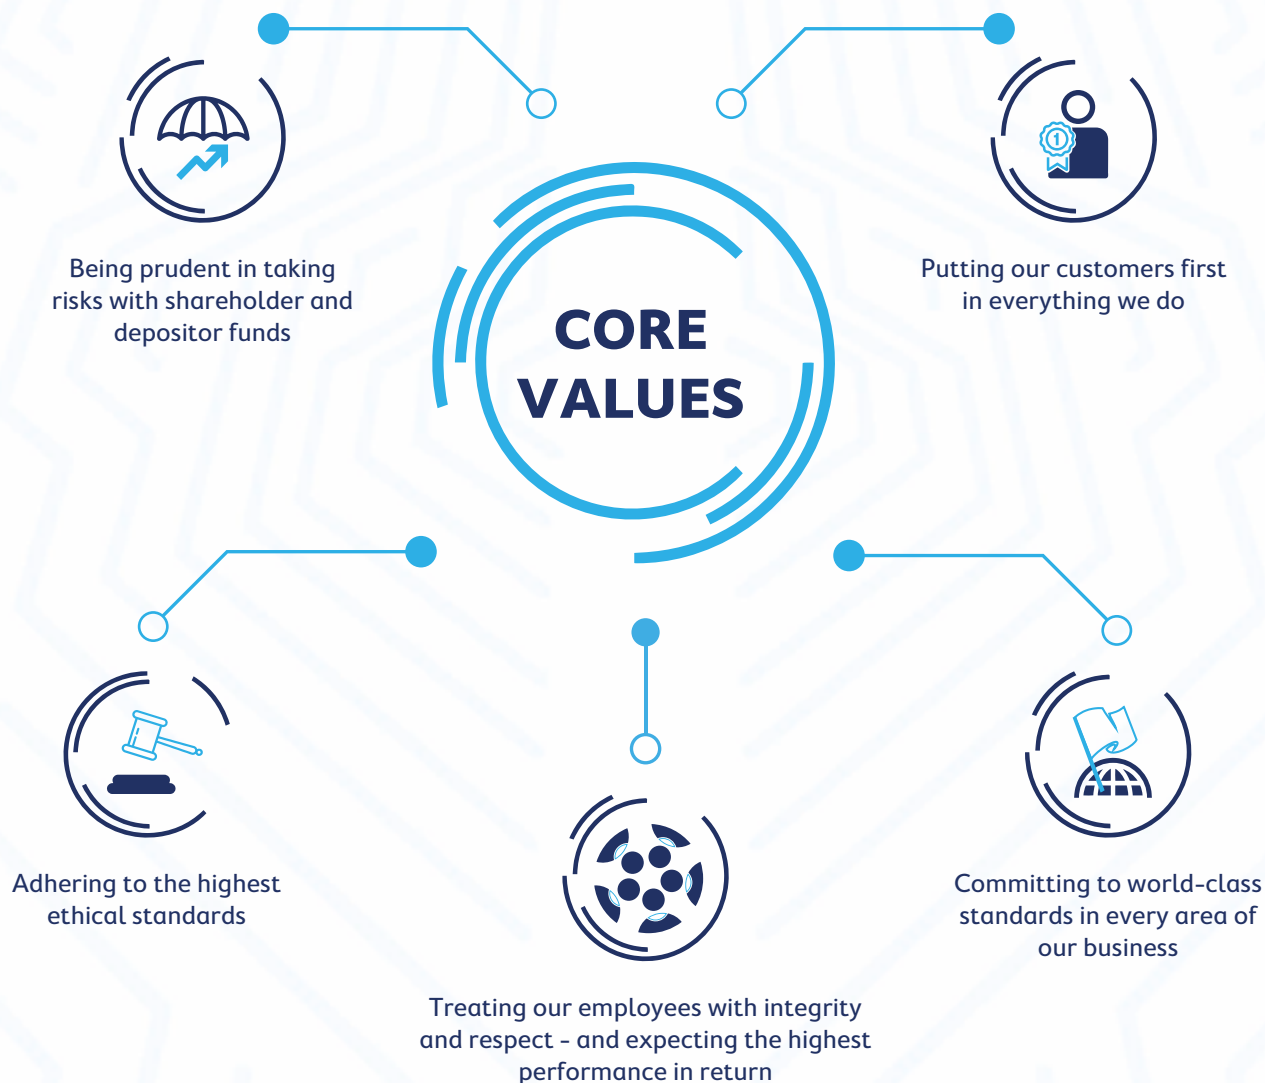 Being prudent in taking
risks with shareholder and
depositor funds
1
Putting our customers first
in everything we do
CORE
VALUES
Adhering to the highest
ethical standards
Treating our employees with integrity
and respect - and expecting the highest
performance in return
Committing to world-class
standards in every area of
our business